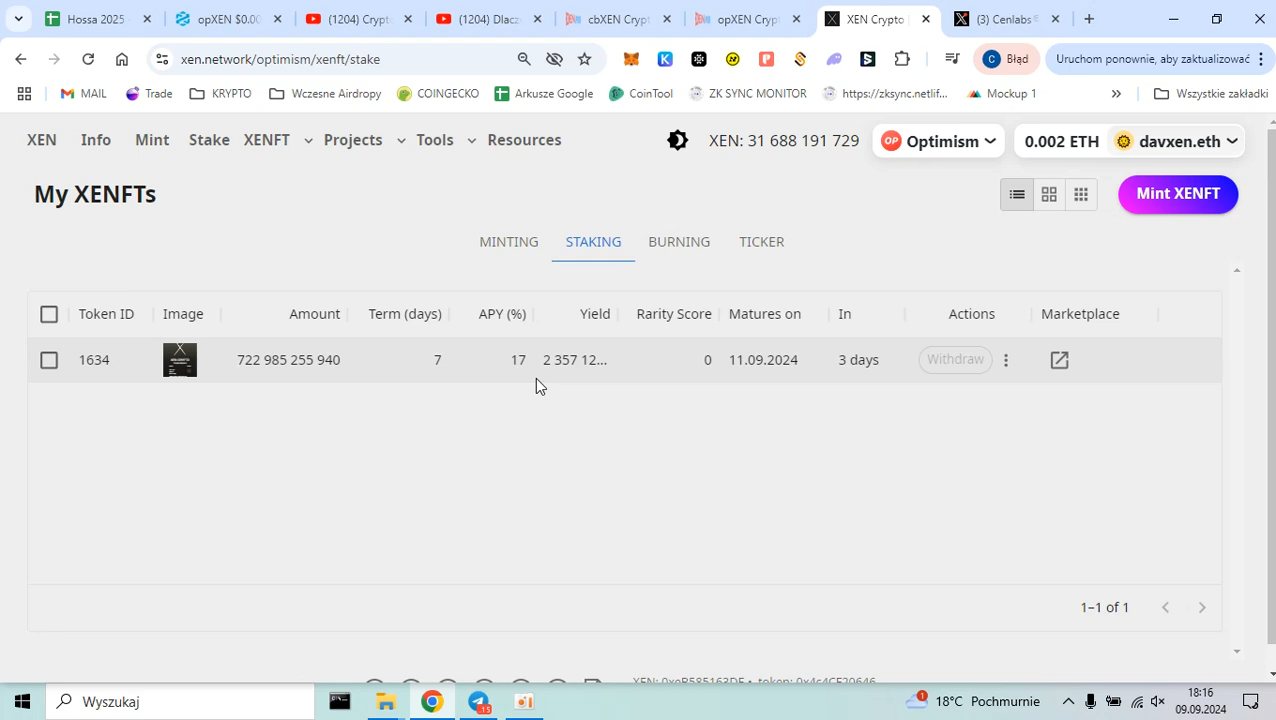 Hossa 2025
opXEN $0.0
(1204) Crypt
(1204) Dlacz
cbXEN Crypt
opXEN Crypt
XEN Crypto
(3) Cenlabs
xen.network/optimism/xenft/stake
C
Błąd
Uruchom ponownie, aby zaktualizować
MAIL
Trade
KRYPTO
Wczesne Airdropy
COINGECKO
Arkusze Google
CoinTool
ZK SYNC MONITOR
https://zksync.netlif...
Mockup 1
»
Wszystkie zakładki
XEN Info Mint Stake XENFT Projects Tools Resources
XEN: 31 688 191 729
OP Optimism
0.002 ETH davxen.eth
My XENFTs
Mint XENFT
MINTING STAKING BURNING TICKER
Token ID Image Amount Term (days) APY (%) Yield Rarity Score Matures on In Actions Marketplace
1634 722 985 255 940 7 17 2 357 12... 0 11.09.2024 3 days Withdraw
1–1 of 1
Wyszukaj
15
1
18°C Pochmurnie
18:16
09.09.2024